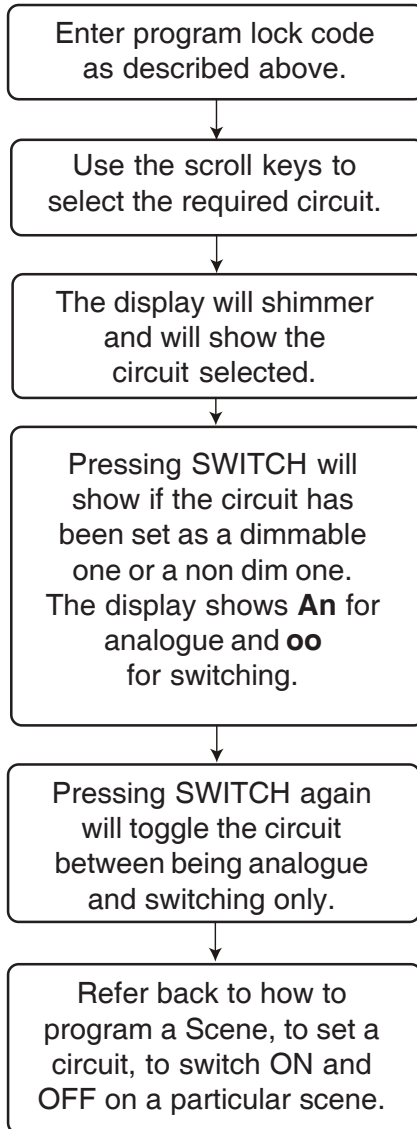 Enter program lock code
as described above.
Use the scroll keys to
select the required circuit.
The display will shimmer
and will show the
circuit selected.
Pressing SWITCH will
show if the circuit has
been set as a dimmable
one or a non dim one.
The display shows An for
analogue and oo
for switching.
Pressing SWITCH again
will toggle the circuit
between being analogue
and switching only.
Refer back to how to
program a Scene, to set a
circuit, to switch ON and
OFF on a particular scene.